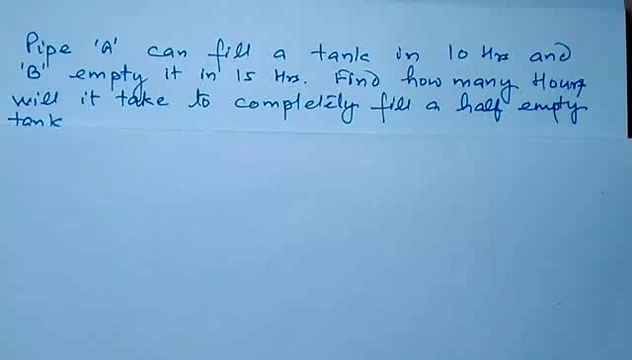 Pipe 'A' can fill a tank in 10 Hrs and
'B' empty it in 15 Hrs. Find how many Hours
will it take to completely fill a half empty
tank